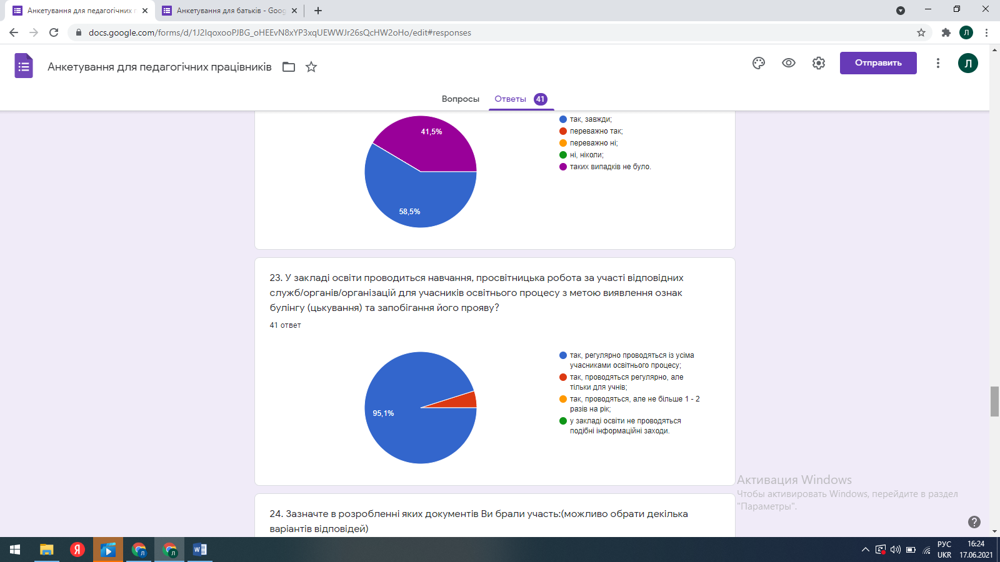 Анкетування для педагогічних п
Анкетування для батьків - Goog
docs.google.com/forms/d/1J2IqoxooPJBG_oHEEvN8xYP3xqUEWWJr26sQcHW2oHo/edit#responses
Л
Анкетування для педагогічних працівників
Отправить
Л
Вопросы
Ответы 41
41,5%
58,5%
так, завжди;
переважно так;
переважно ні;
ні, ніколи;
таких випадків не було.
23. У закладі освіти проводиться навчання, просвітницька робота за участі відповідних
служб/органів/організацій для учасників освітнього процесу з метою виявлення ознак
булінгу (цькування) та запобігання його прояву?
41 ответ
95,1%
так, регулярно проводяться із усіма
учасниками освітнього процесу;
так, проводяться регулярно, але
тільки для учнів;
так, проводяться, але не більше 1 - 2
разів на рік;
у закладі освіти не проводяться
подібні інформаційні заходи.
Активация Windows
Чтобы активировать Windows, перейдите в раздел
"Параметры".
24. Зазначте в розробленні яких документів Ви брали участь:(можливо обрати декілька
варіантів відповідей)
Я
Л
Л
W
РУС
UKR
16:24
17.06.2021